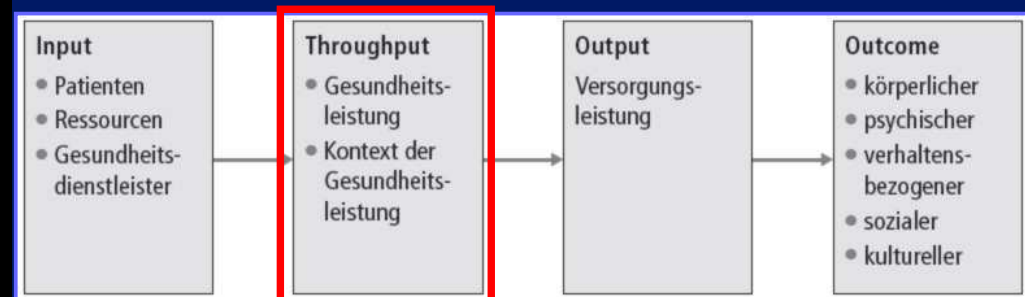 Input
• Patienten
• Ressourcen
• Gesundheits-
dienstleister
Throughput
• Gesundheits-
leistung
• Kontext der
Gesundheits-
leistung
Output
Versorgungs-
leistung
Outcome
• körperlicher
• psychischer
• verhaltens-
bezogener
• sozialer
• kultureller